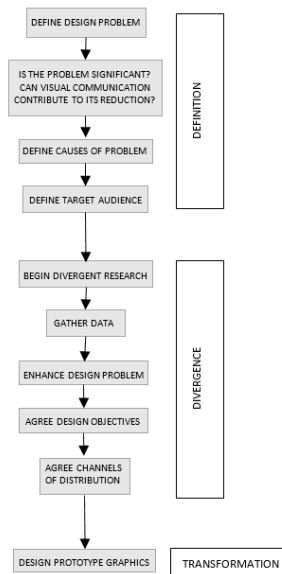 DEFINE DESIGN PROBLEM
IS THE PROBLEM SIGNIFICANT?
CAN VISUAL COMMUNICATION
CONTRIBUTE TO ITS REDUCTION?
DEFINE CAUSES OF PROBLEM
DEFINE TARGET AUDIENCE
DEFINITION
BEGIN DIVERGENT RESEARCH
GATHER DATA
ENHANCE DESIGN PROBLEM
AGREE DESIGN OBJECTIVES
AGREE CHANNELS
OF DISTRIBUTION
DIVERGENCE
DESIGN PROTOTYPE GRAPHICS
TRANSFORMATION